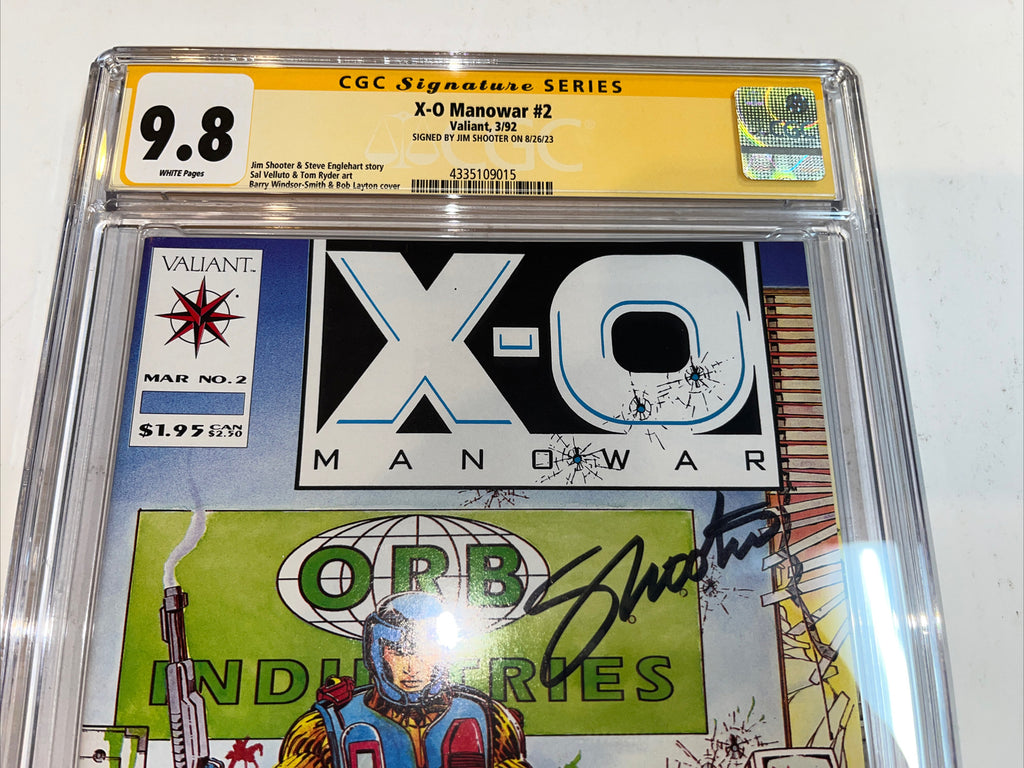 CGC Signature SERIES
9.8
WHITE Pages
X-O Manowar #2
Valiant, 3/92
SIGNED BY JIM SHOOTER ON 8/26/23
Jim Shooter & Steve Englehart story
Sal Velluto & Tom Ryder art
Barry Windsor-Smith & Bob Layton cover
4335109015
CGC
VALIANT™
MAR NO. 2
$1.95 CAN $2.50
X-O
MANOWAR
ORB
INDUSTRIES
Shooter